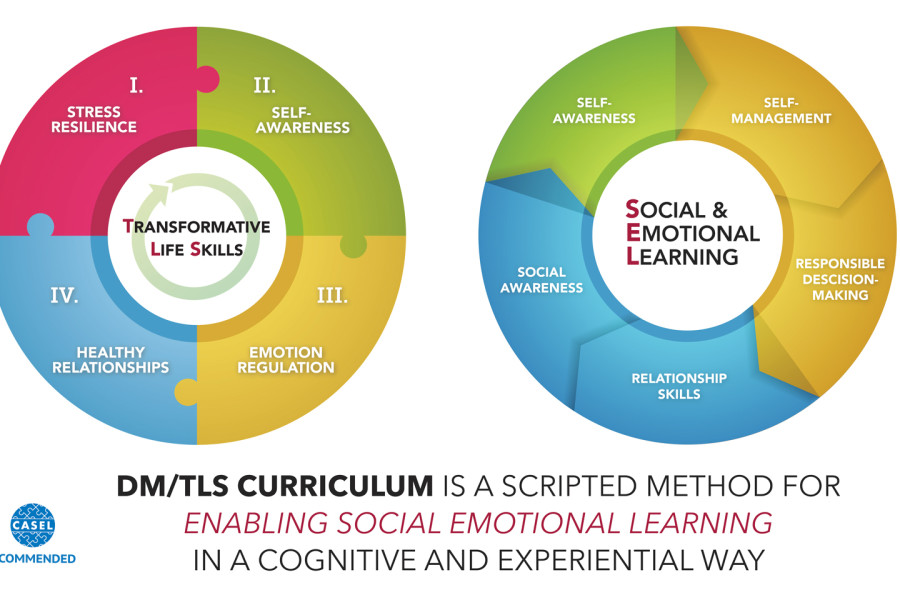 I.
STRESS
RESILIENCE
II.
SELF-
AWARENESS
III.
EMOTION
REGULATION
IV.
HEALTHY
RELATIONSHIPS
TRANSFORMATIVE
LIFE SKILLS
SELF-
AWARENESS
SELF-
MANAGEMENT
RESPONSIBLE
DESCISION-
MAKING
RELATIONSHIP
SKILLS
SOCIAL
AWARENESS
SOCIAL &
EMOTIONAL
LEARNING
DM/TLS CURRICULUM IS A SCRIPTED METHOD FOR
ENABLING SOCIAL EMOTIONAL LEARNING
IN A COGNITIVE AND EXPERIENTIAL WAY
CASEL
COMMENDED